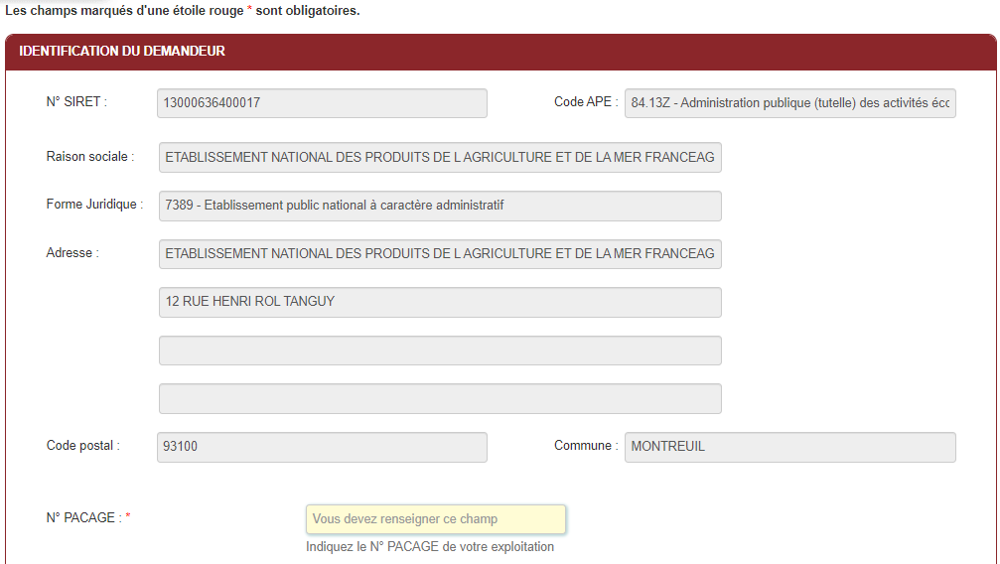 Les champs marqués d'une étoile rouge * sont obligatoires.
IDENTIFICATION DU DEMANDEUR
N° SIRET : 13000636400017 Code APE : 84.13Z - Administration publique (tutelle) des activités écc
Raison sociale : ETABLISSEMENT NATIONAL DES PRODUITS DE L AGRICULTURE ET DE LA MER FRANCEAG
Forme Juridique : 7389 - Etablissement public national à caractère administratif
Adresse : ETABLISSEMENT NATIONAL DES PRODUITS DE L AGRICULTURE ET DE LA MER FRANCEAG
12 RUE HENRI ROL TANGUY
Code postal : 93100 Commune : MONTREUIL
N° PACAGE : * Vous devez renseigner ce champ
Indiquez le N° PACAGE de votre exploitation